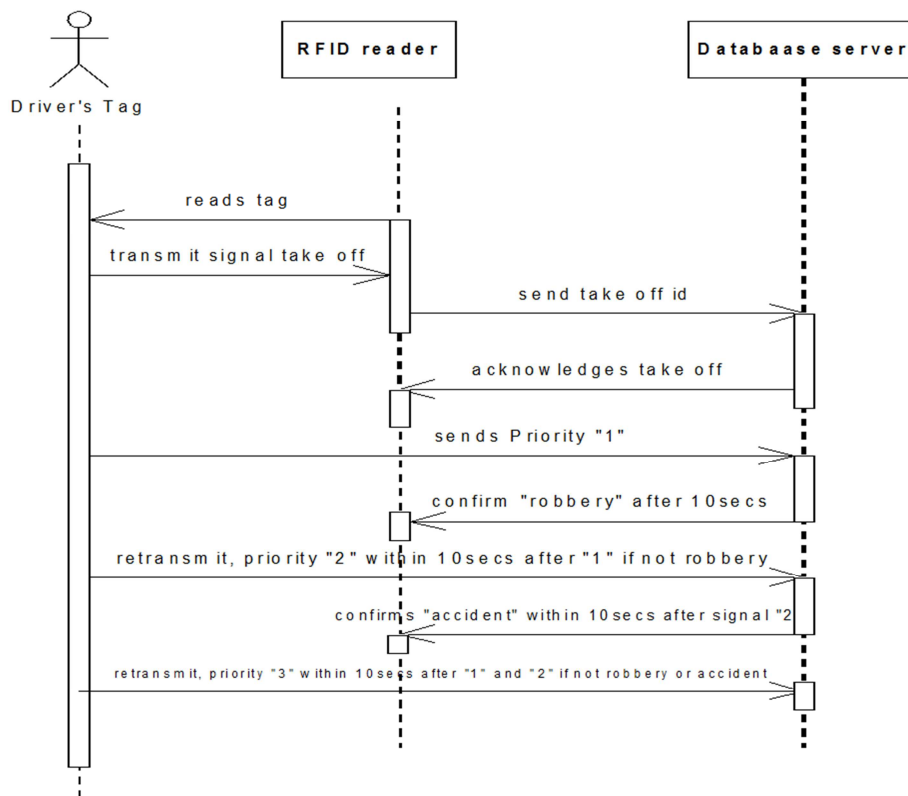 RFID reader
Databaase server
Driver's Tag
reads tag
transmit signal take off
send take off id
acknowledges take off
sends Priority "1"
confirm "robbery" after 10secs
retransmit, priority "2" within 10secs after "1" if not robbery
confirms "accident" within 10secs after signal "2
retransmit, priority "3" within 10secs after "1" and "2" if not robbery or accident